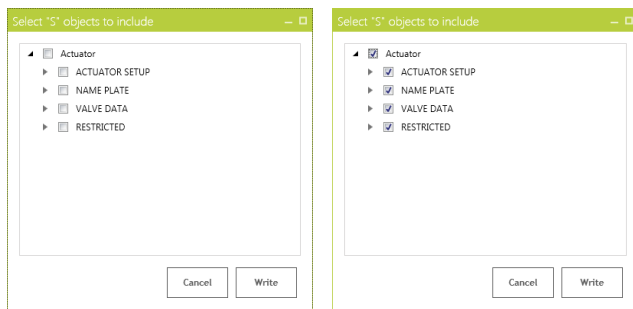 Select "S" objects to include
Actuator
ACTUATOR SETUP
NAME PLATE
VALVE DATA
RESTRICTED
Cancel Write
Select "S" objects to include
Actuator
ACTUATOR SETUP
NAME PLATE
VALVE DATA
RESTRICTED
Cancel Write